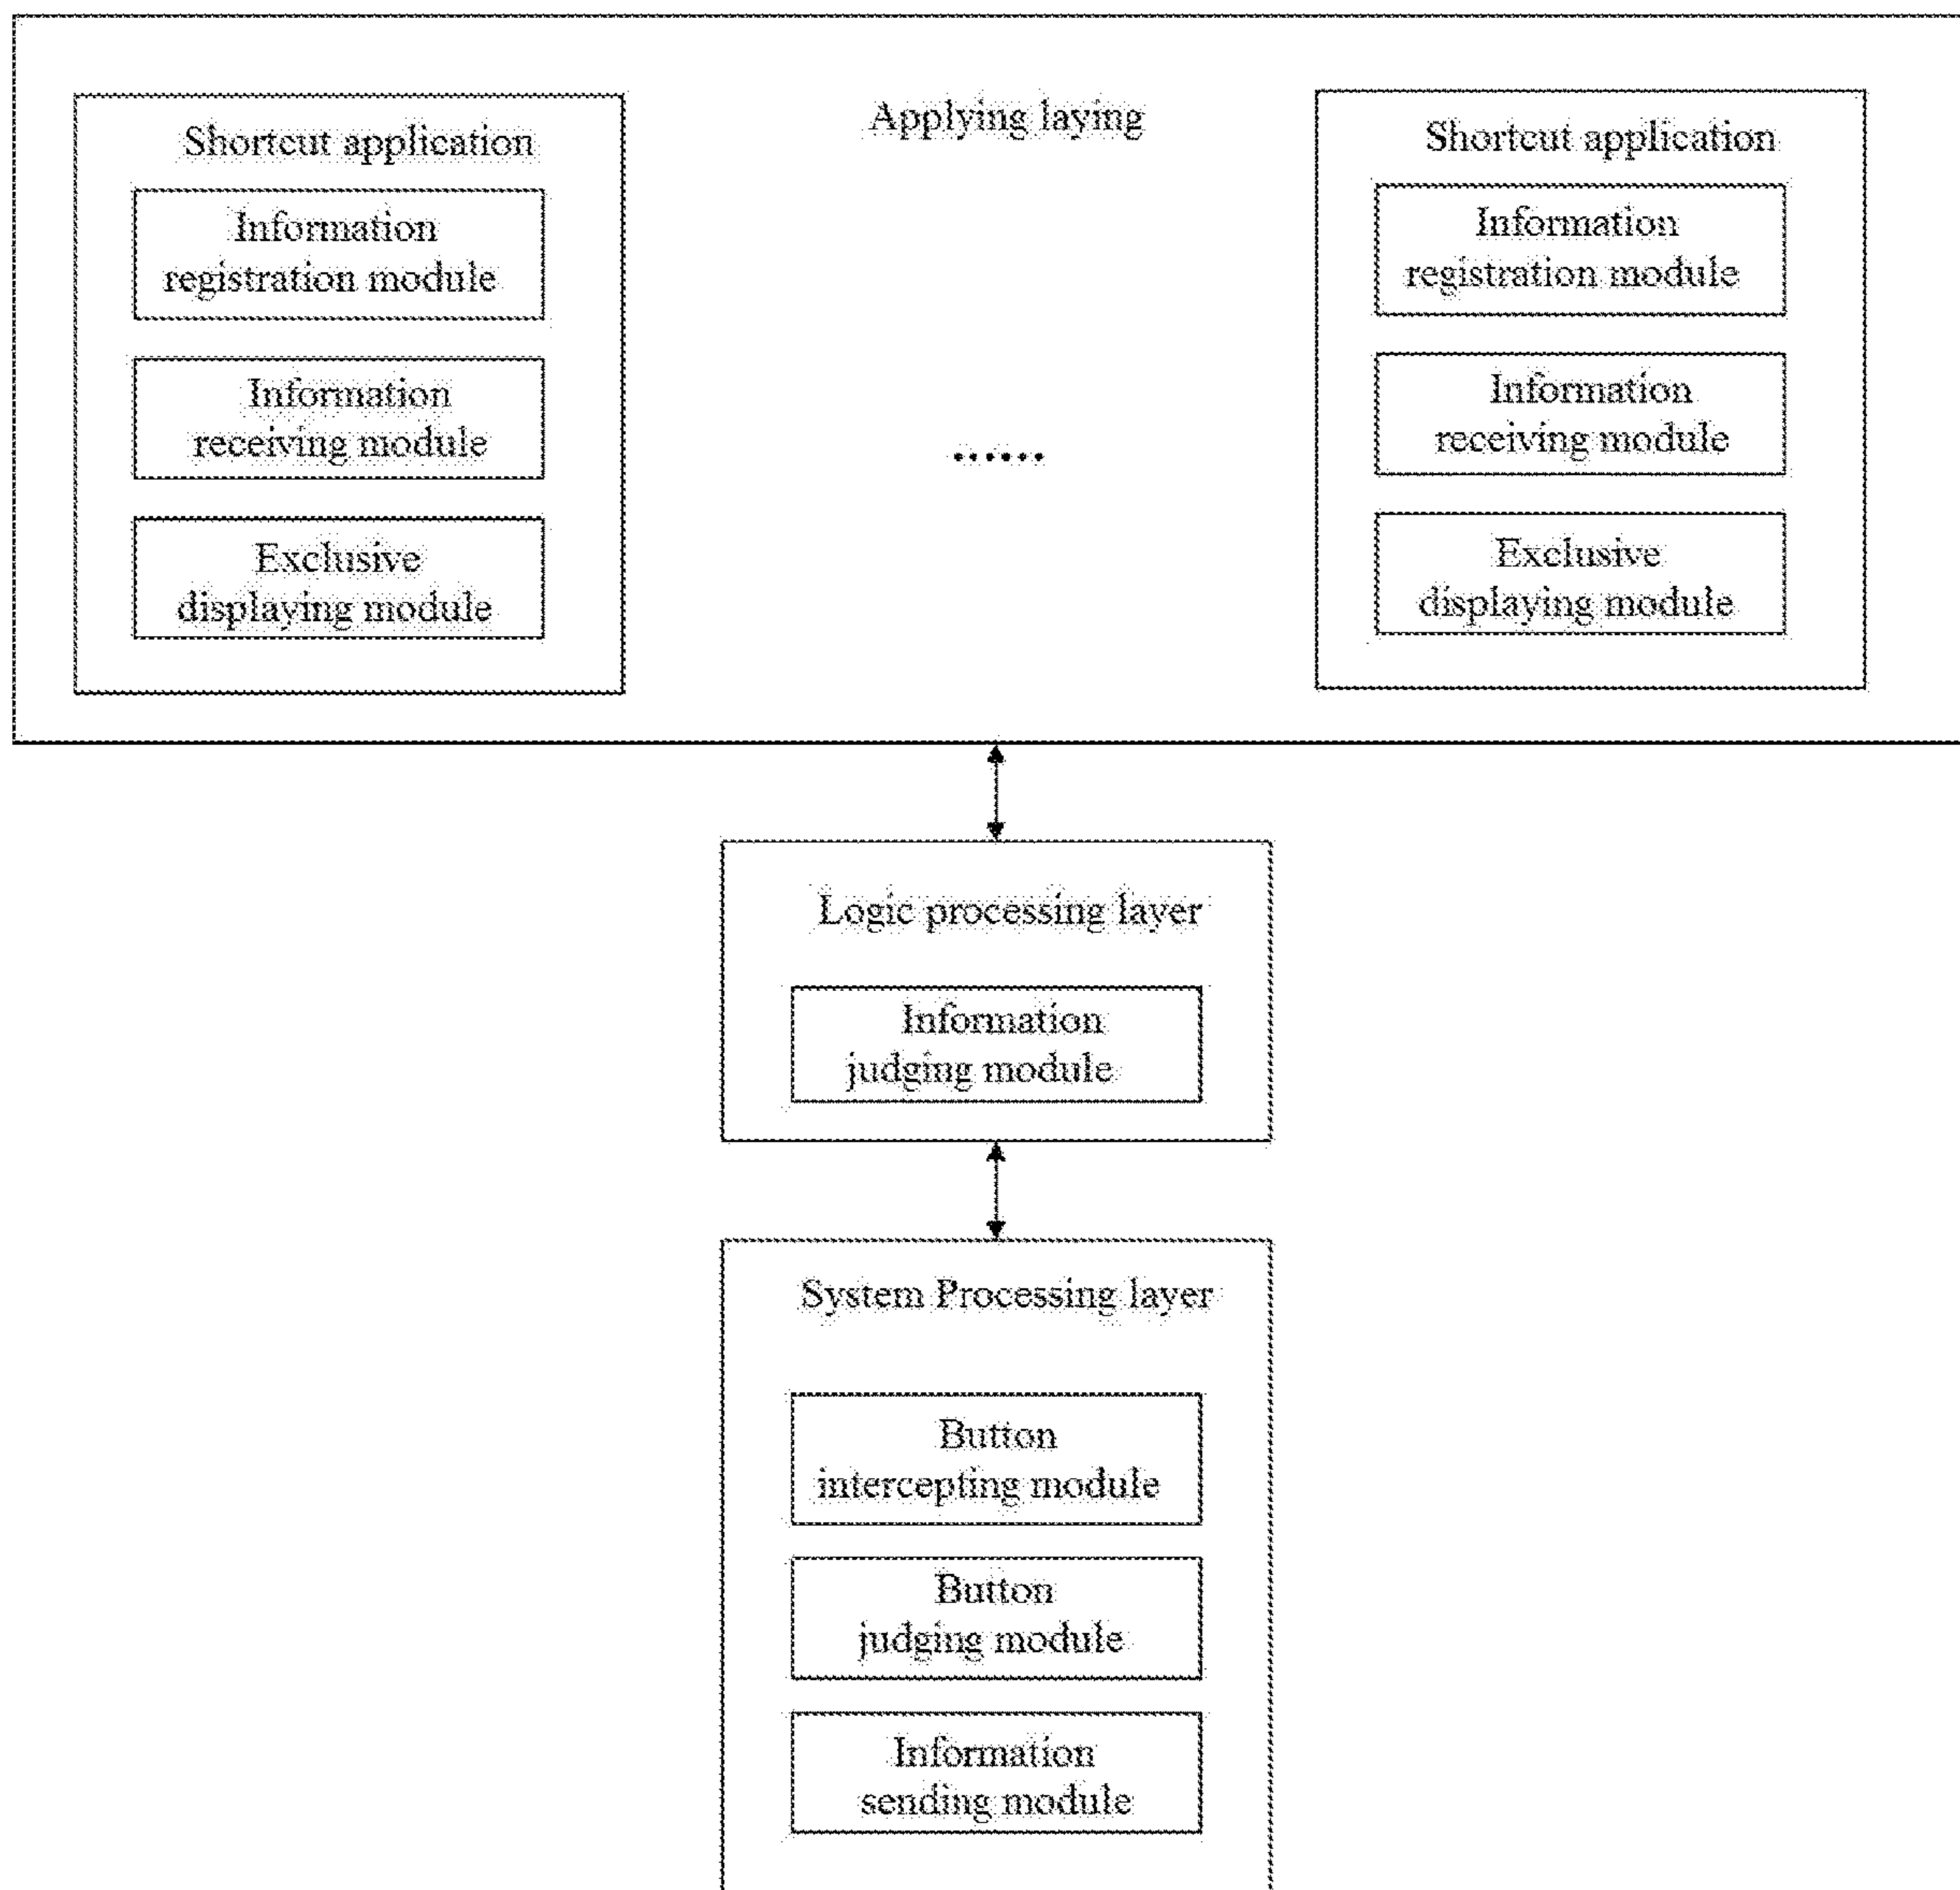 Applying laying
Shortcut application
Information
registration module
Information
receiving module
Exclusive
displaying module
......
Shortcut application
Information
registration module
Information
receiving module
Exclusive
displaying module
Logic processing layer
Information
judging module
System Processing layer
Button
intercepting module
Button
judging module
Information
sending module